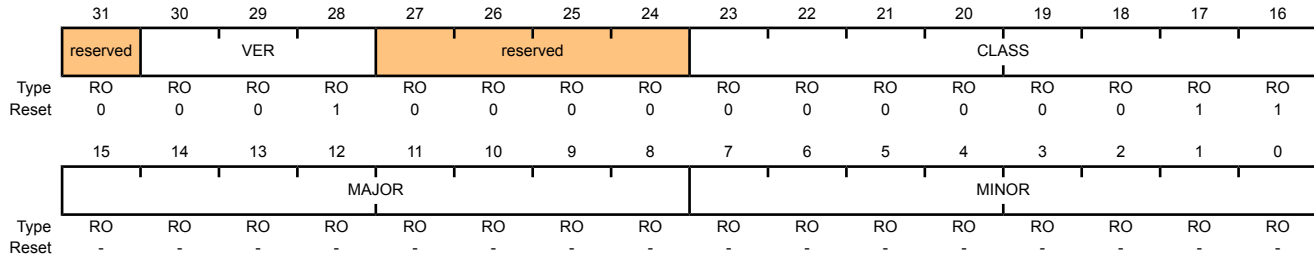 31 30 29 28 27 26 25 24 23 22 21 20 19 18 17 16
reserved VER reserved CLASS
Type RO RO RO RO RO RO RO RO RO RO RO RO RO RO RO RO
Reset 0 0 0 1 0 0 0 0 0 0 0 0 0 0 1 1
15 14 13 12 11 10 9 8 7 6 5 4 3 2 1 0
MAJOR MINOR
Type RO RO RO RO RO RO RO RO RO RO RO RO RO RO RO RO
Reset - - - - - - - - - - - - - - - -